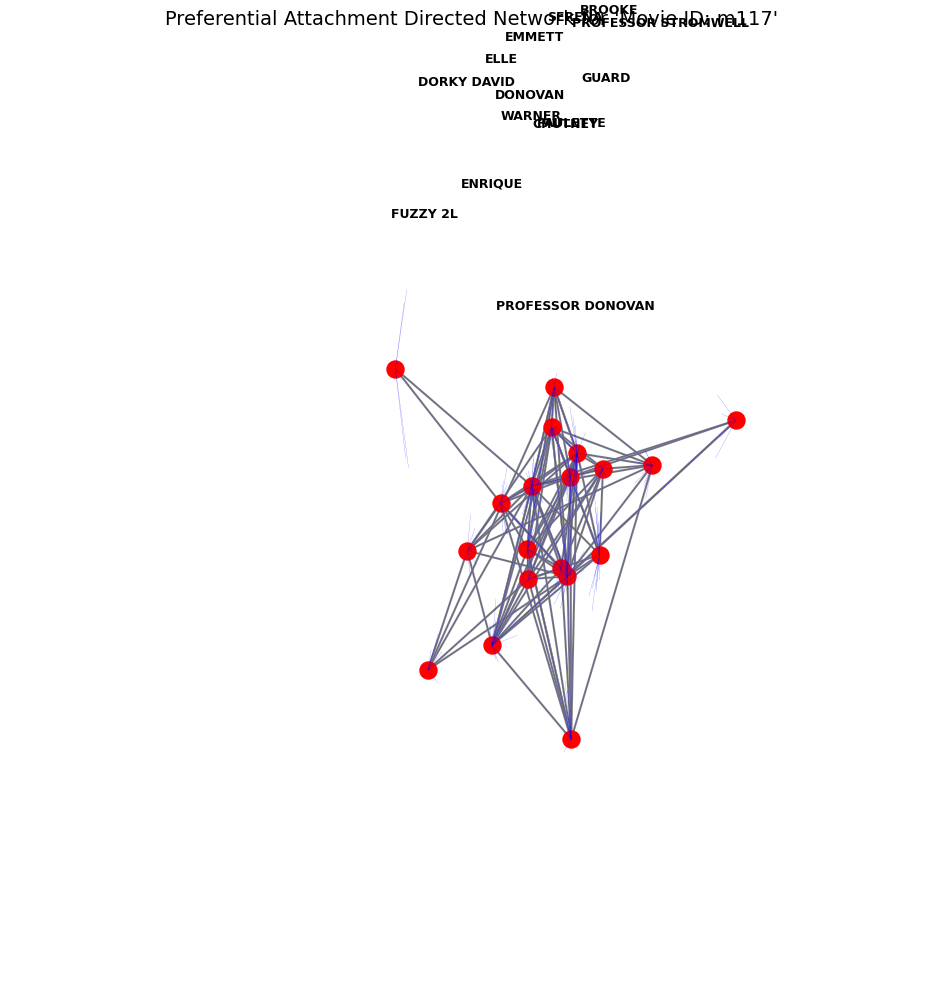 Preferential Attachment Directed Network for 'Movie ID: m117'
BROOKE
SERENA
PROFESSOR STROMWELL
EMMETT
ELLE
GUARD
DORKY DAVID
DONOVAN
WARNER
PAULETTE
CHUTNEY
ENRIQUE
FUZZY 2L
PROFESSOR DONOVAN